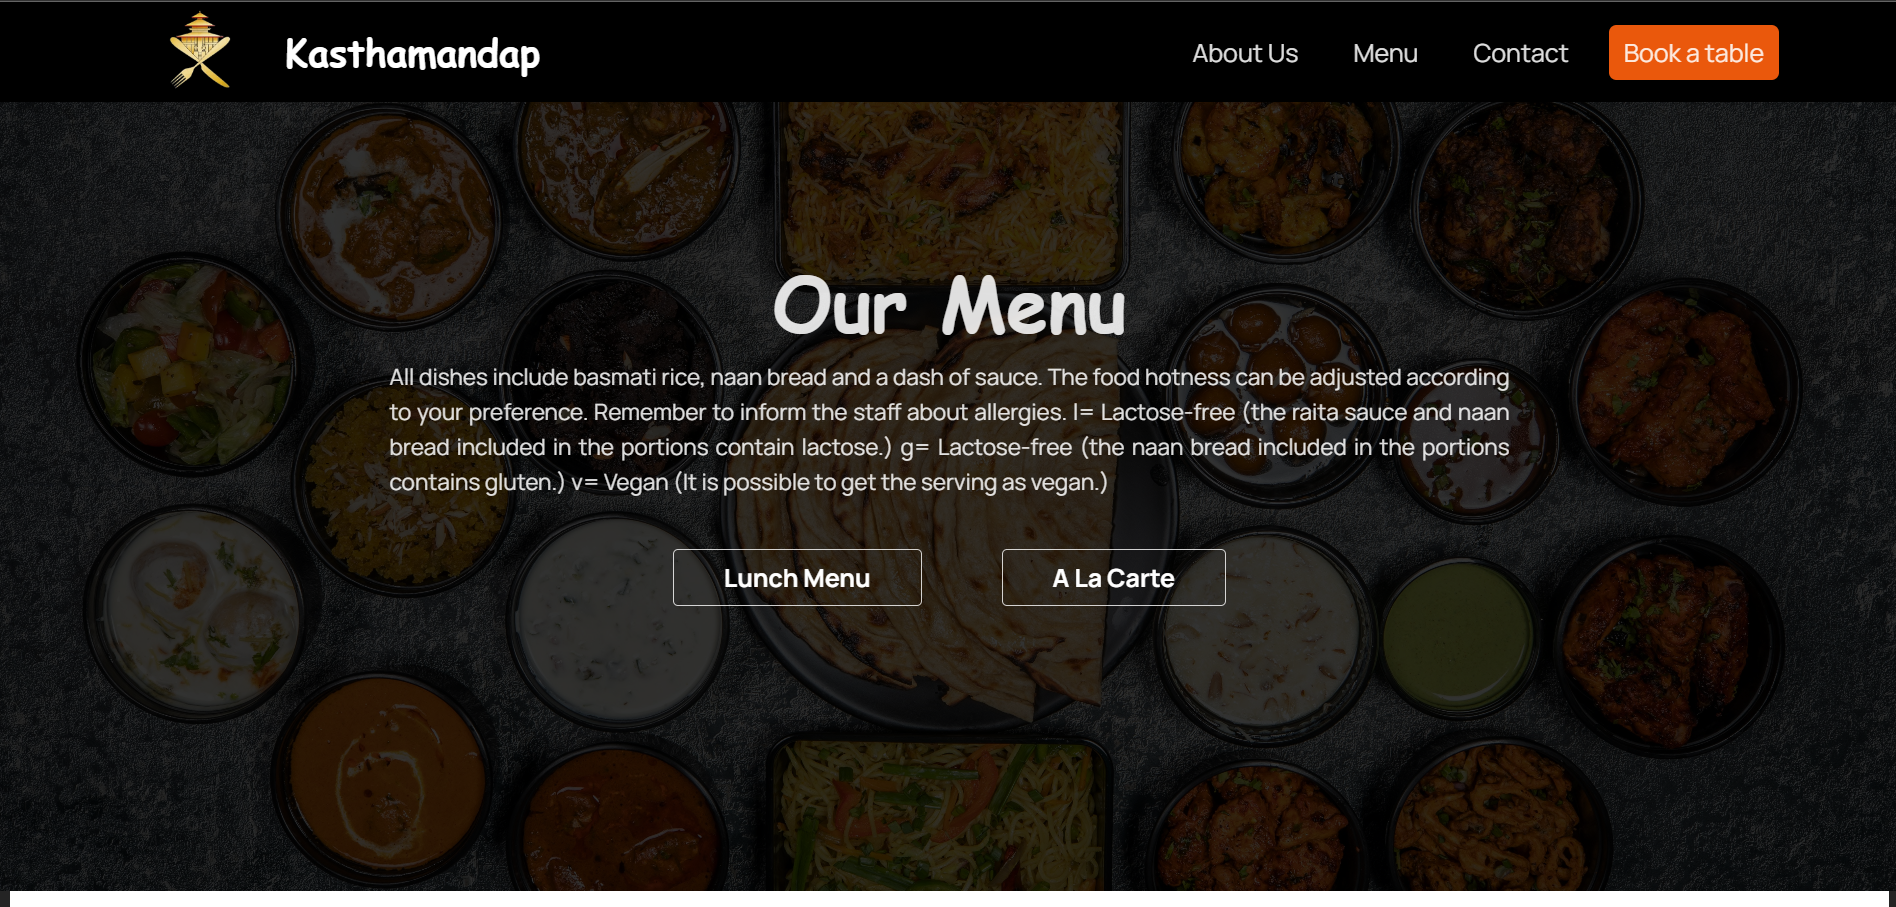 Kasthamandap
About Us
Menu
Contact
Book a table
Our Menu
All dishes include basmati rice, naan bread and a dash of sauce. The food hotness can be adjusted according
to your preference. Remember to inform the staff about allergies. l= Lactose-free (the raita sauce and naan
bread included in the portions contain lactose.) g= Lactose-free (the naan bread included in the portions
contains gluten.) v= Vegan (It is possible to get the serving as vegan.)
Lunch Menu
A La Carte